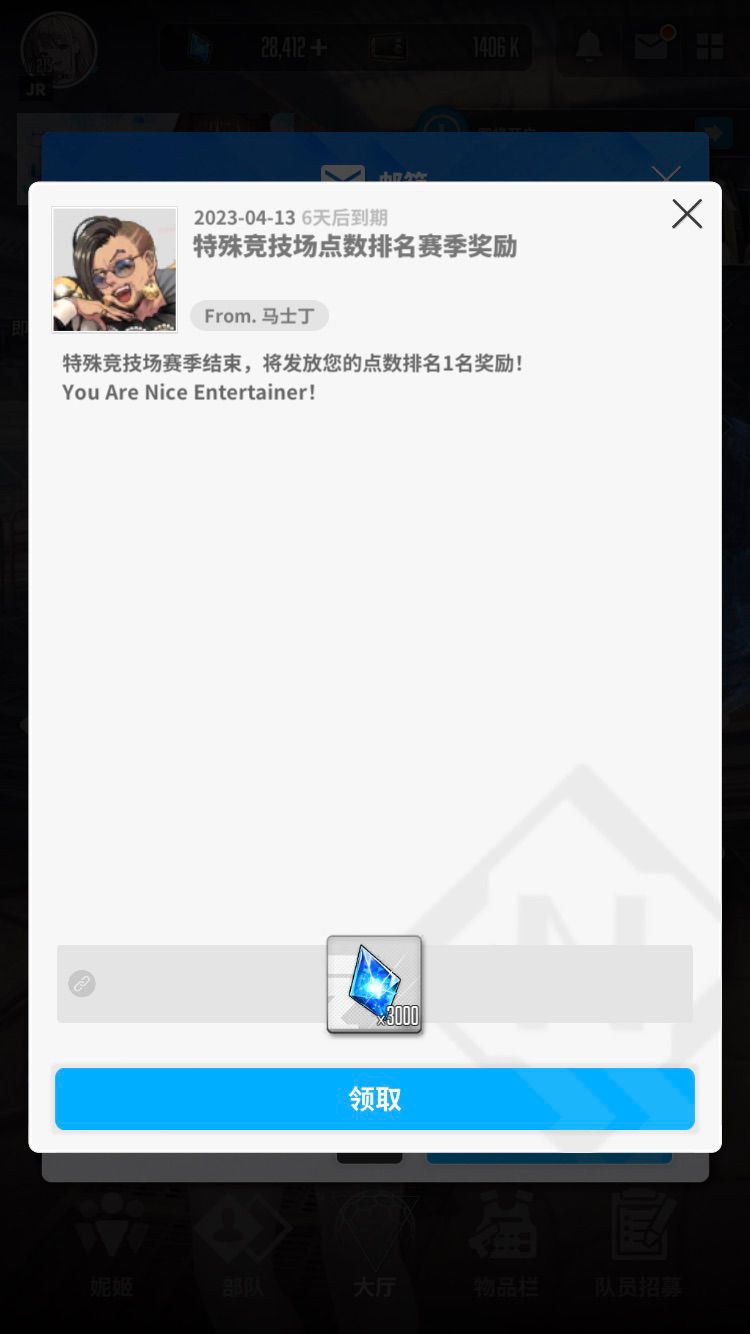 28,412
1406 K
JR
邮箱
2023-04-13 6天后到期
特殊竞技场点数排名赛季奖励
From. 马士丁
特殊竞技场赛季结束，将发放您的点数排名1名奖励！
You Are Nice Entertainer!
x3000
领取
妮姬
部队
大厅
物品栏
队员招募